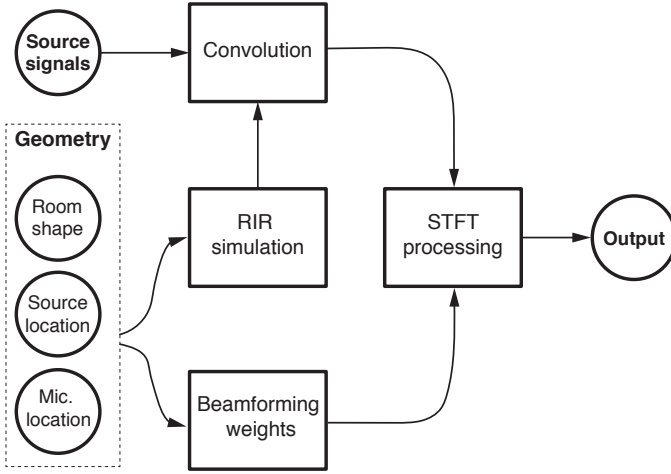 Source
signals
Convolution
Geometry
Room
shape
RIR
simulation
STFT
processing
Output
Source
location
Mic.
location
Beamforming
weights